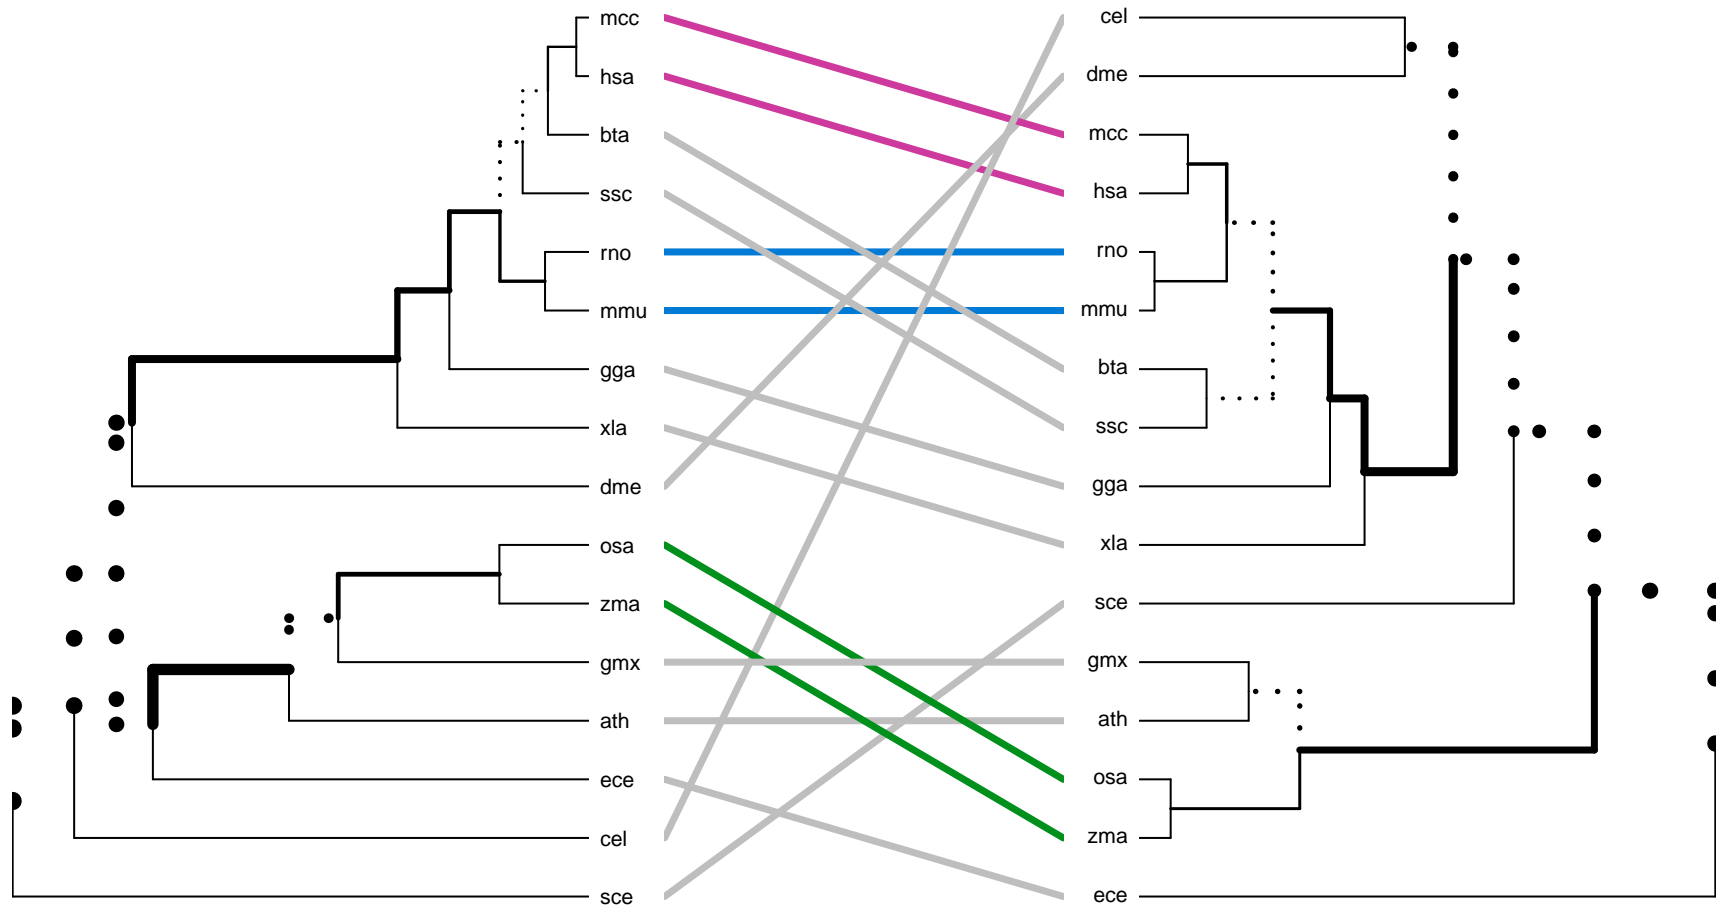 mcc
hsa
bta
ssc
rno
mmu
gga
xla
dme
osa
zma
gmx
ath
ece
cel
sce
cel
dme
mcc
hsa
rno
mmu
bta
ssc
gga
xla
sce
gmx
ath
osa
zma
ece